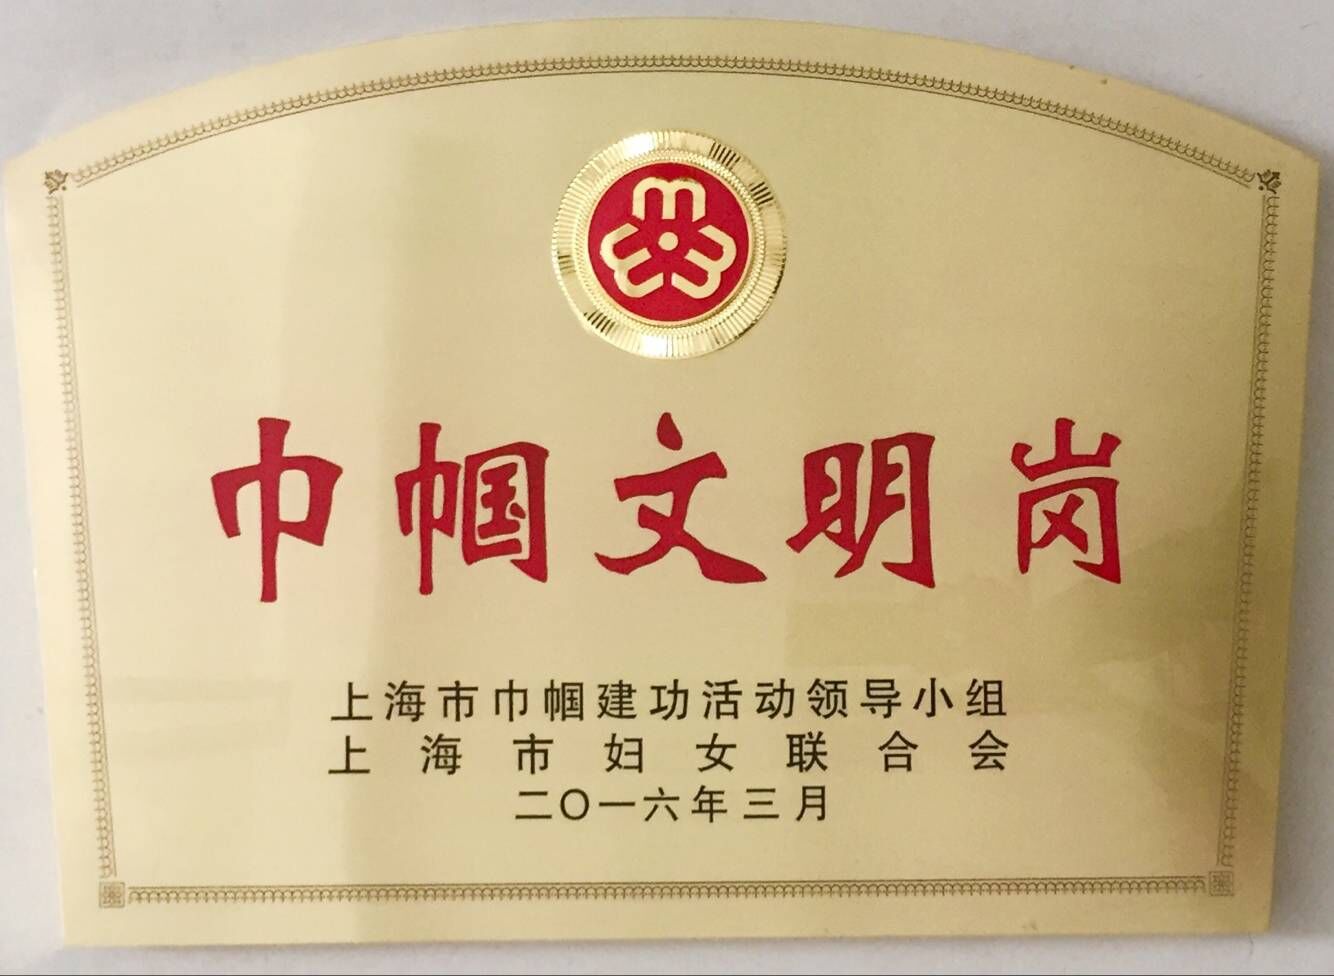 巾帼文明岗
上海市巾帼建功活动领导小组
上海市妇女联合会
二〇一六年三月